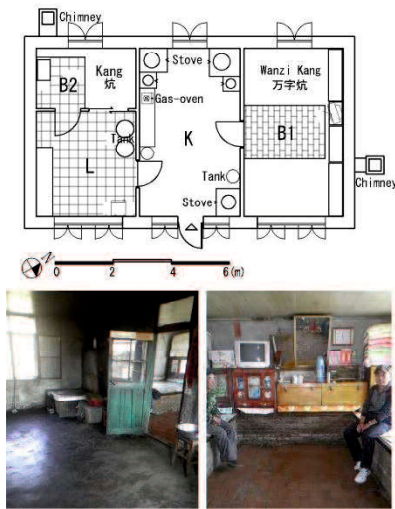 Chimney
Stove
B2
Kang
炕
Gas-oven
Wanzi Kang
万字炕
B1
Tank
L
K
Tank
Chimney
Stove
N
0 2 4 6(m)